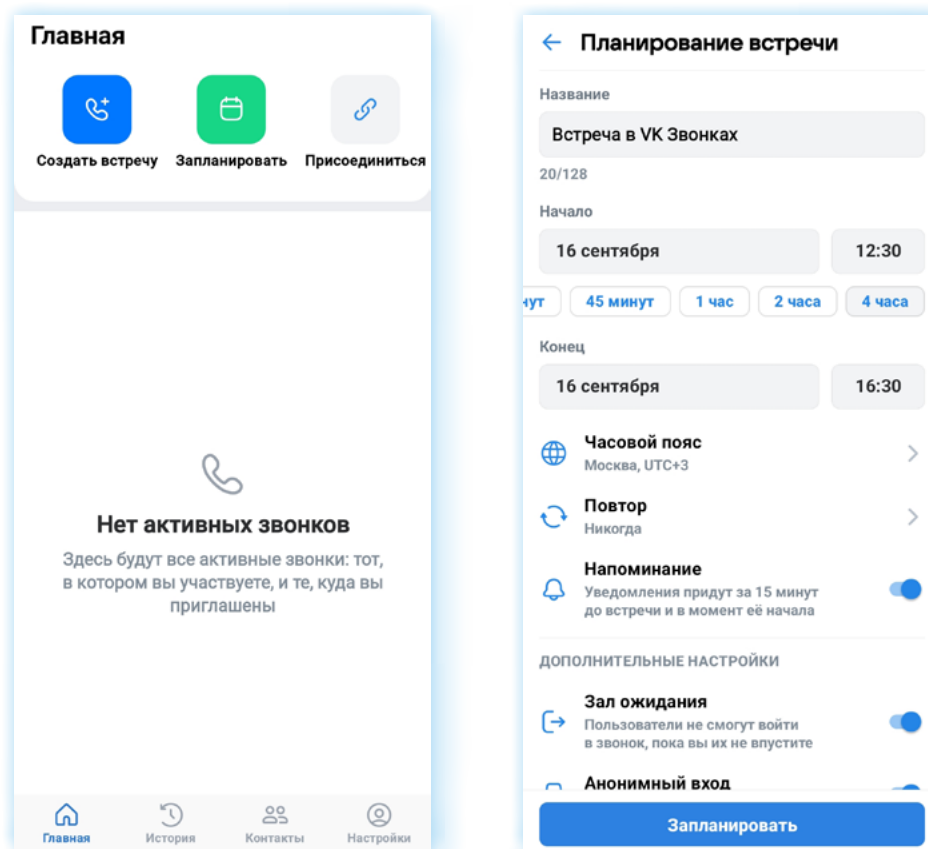 Главная
Создать встречу
Запланировать
Присоединиться
Нет активных звонков
Здесь будут все активные звонки: тот,
в котором вы участвуете, и те, куда вы
приглашены
Главная
История
Контакты
Настройки
Планирование встречи
Название
Встреча в VK Звонках
20/128
Начало
16 сентября 12:30
нут 45 минут 1 час 2 часа 4 часа
Конец
16 сентября 16:30
Часовой пояс
Москва, UTC+3
Повтор
Никогда
Напоминание
Уведомления придут за 15 минут
до встречи и в момент её начала
ДОПОЛНИТЕЛЬНЫЕ НАСТРОЙКИ
Зал ожидания
Пользователи не смогут войти
в звонок, пока вы их не впустите
Анонимный вход
Запланировать